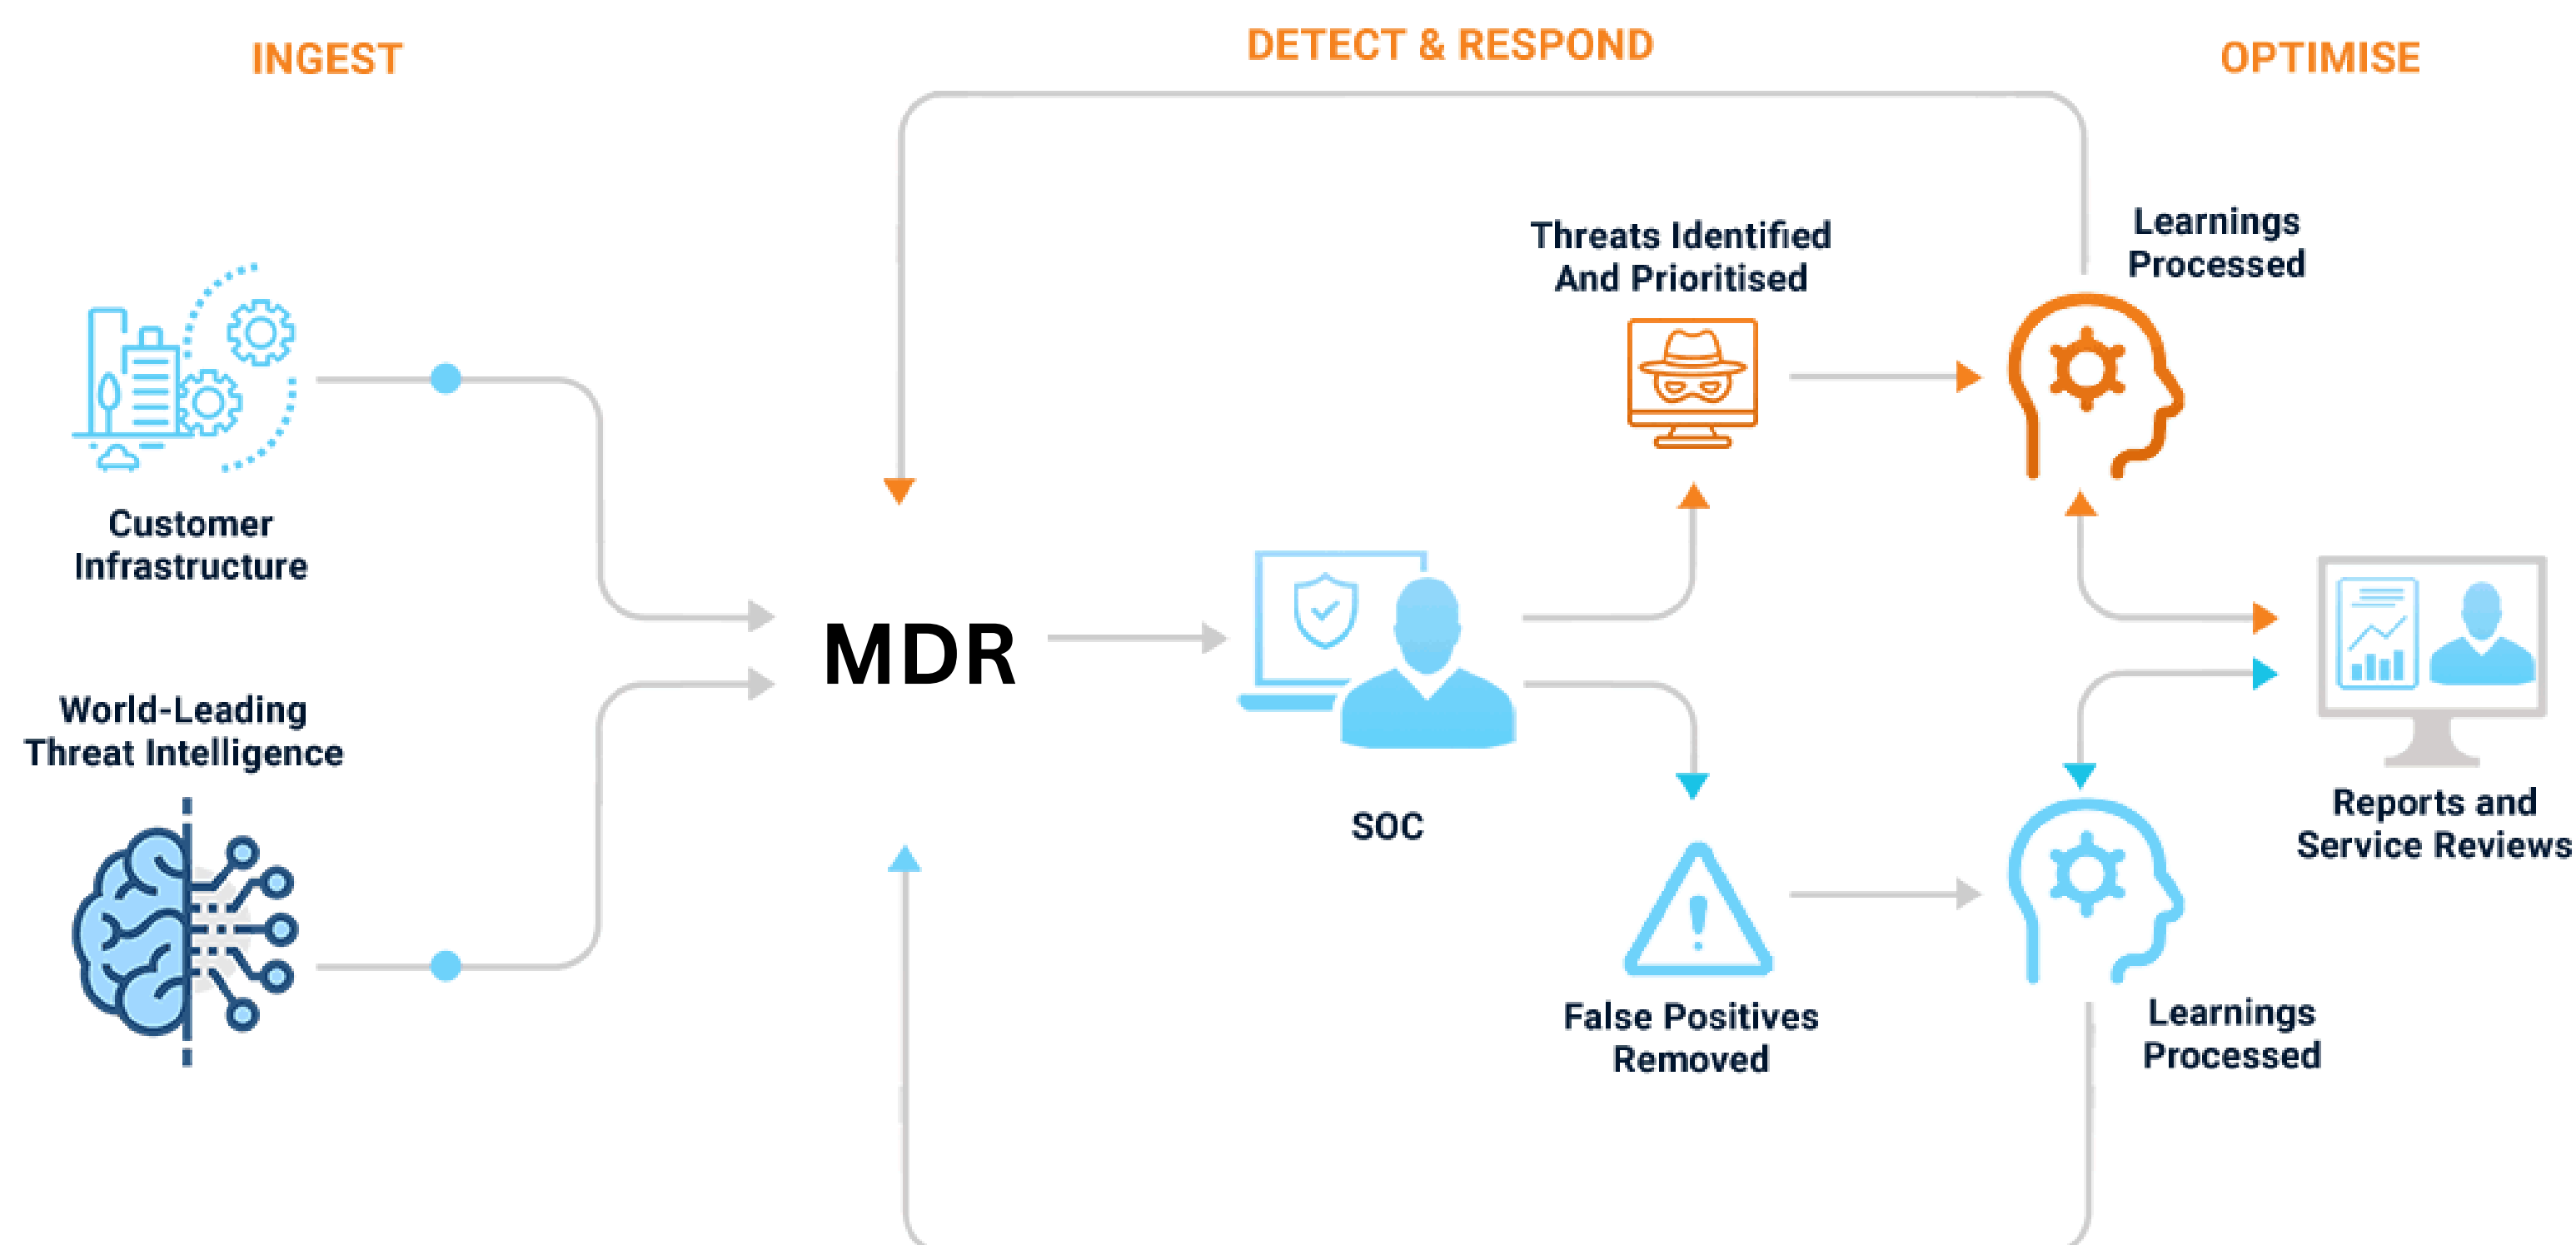 INGEST
DETECT & RESPOND
OPTIMISE
Customer
Infrastructure
World-Leading
Threat Intelligence
MDR
SOC
Threats Identified
And Prioritised
False Positives
Removed
Learnings
Processed
Learnings
Processed
Reports and
Service Reviews